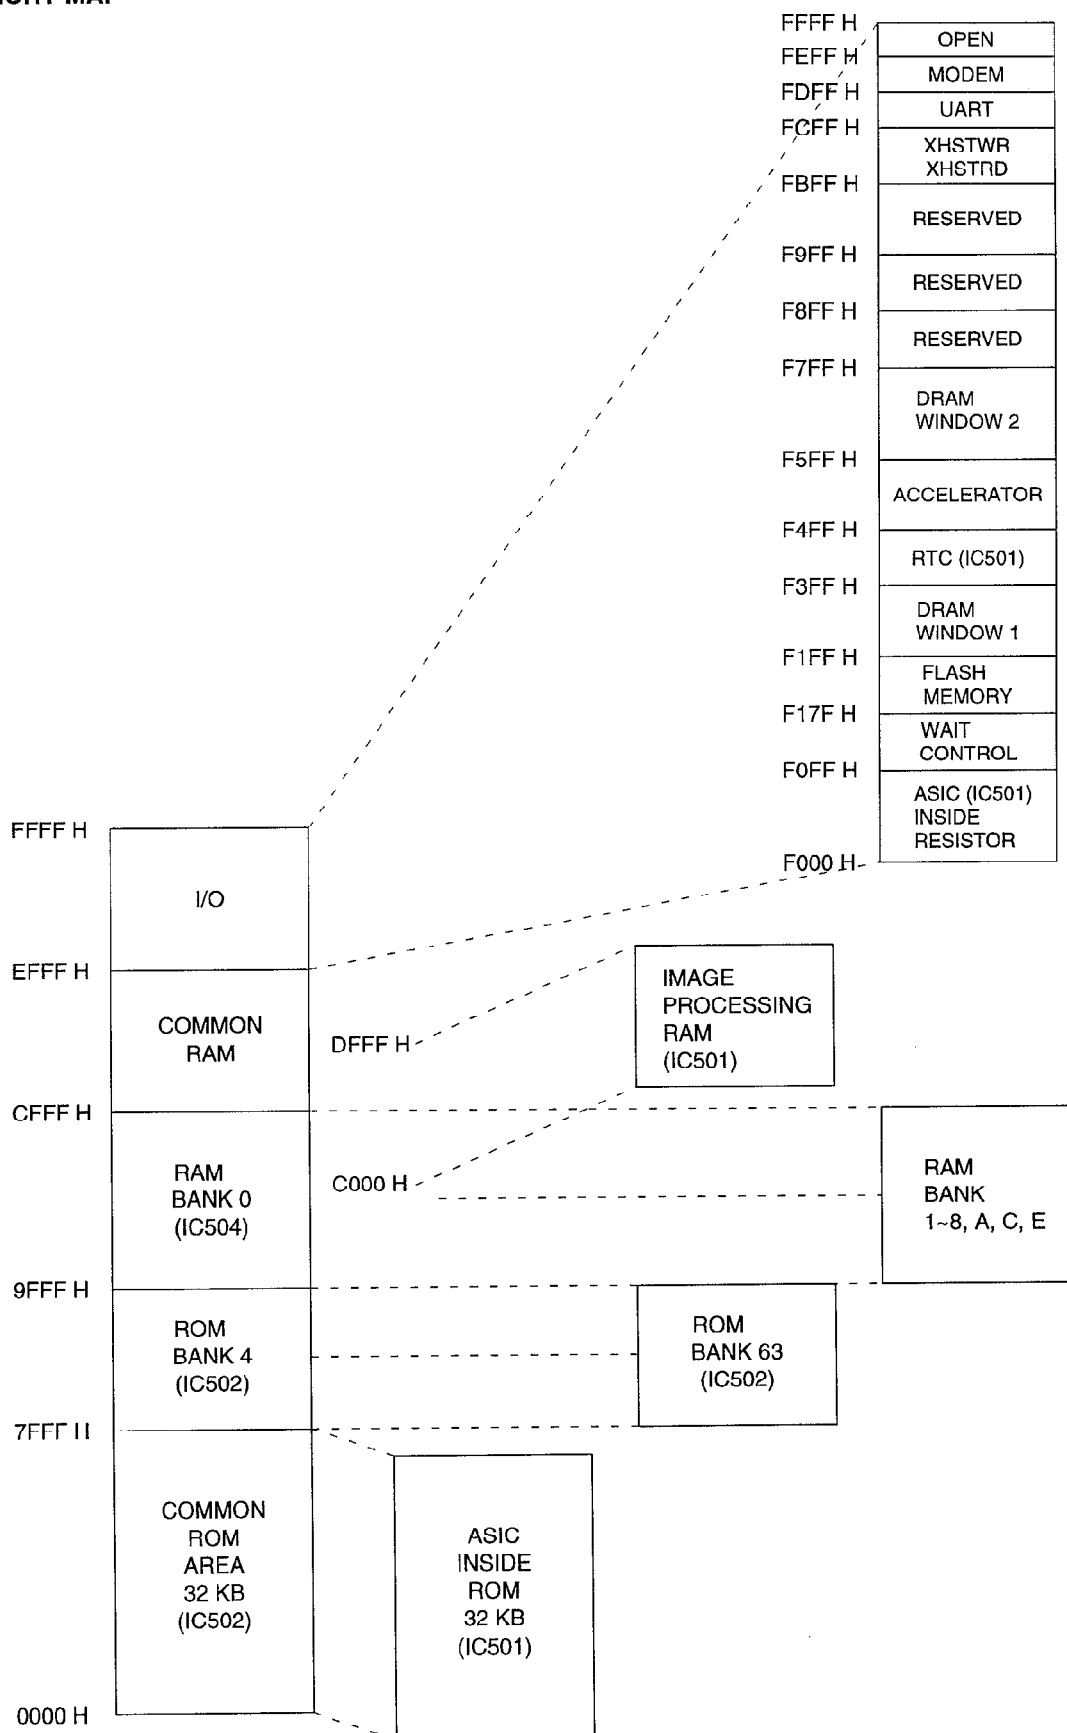 FFFF H
OPEN
FEFF H
MODEM
FDFF H
UART
FCFF H
XHSTWR
XHSTRD
FBFF H
RESERVED
F9FF H
RESERVED
F8FF H
RESERVED
F7FF H
DRAM
WINDOW 2
F5FF H
ACCELERATOR
F4FF H
RTC (IC501)
F3FF H
DRAM
WINDOW 1
F1FF H
FLASH
MEMORY
F17F H
WAIT
CONTROL
F0FF H
ASIC (IC501)
INSIDE
RESISTOR
F000 H
FFFF H
I/O
EFFF H
COMMON
RAM
DFFF H
IMAGE
PROCESSING
RAM
(IC501)
CFFF H
RAM
BANK 0
(IC504)
C000 H
RAM
BANK
1~8, A, C, E
9FFF H
ROM
BANK 4
(IC502)
ROM
BANK 63
(IC502)
7FFF H
COMMON
ROM
AREA
32 KB
(IC502)
ASIC
INSIDE
ROM
32 KB
(IC501)
0000 H